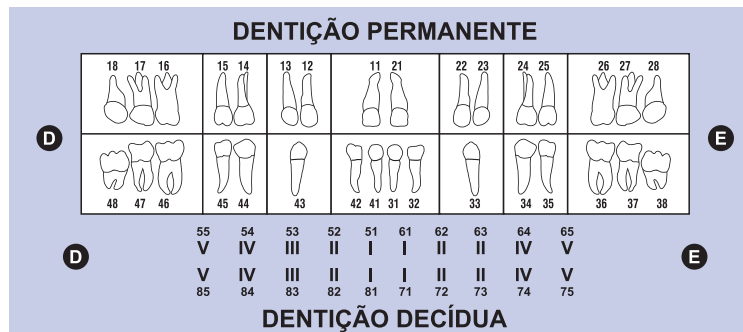 DENTIÇÃO PERMANENTE
18 17 16 15 14 13 12 11 21 22 23 24 25 26 27 28
D E
48 47 46 45 44 43 42 41 31 32 33 34 35 36 37 38
55 54 53 52 51 61 62 63 64 65
V IV III II I I II II IV V
D E
V IV III II I I II II IV V
85 84 83 82 81 71 72 73 74 75
DENTIÇÃO DECÍDUA